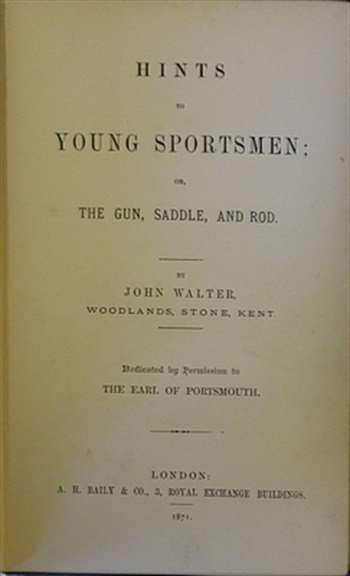 HINTS
TO
YOUNG SPORTSMEN;
OR,
THE GUN, SADDLE, AND ROD.
BY
JOHN WALTER,
WOODLANDS, STONE, KENT.
Dedicated by Permission to
THE EARL OF PORTSMOUTH.
LONDON:
A. H. BAILY & CO., 3, ROYAL EXCHANGE BUILDINGS.
1871.